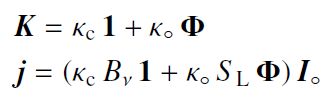 K = κc 1 + κ∘ Φ
j = (κc Bν 1 + κ∘ SL Φ) I∘